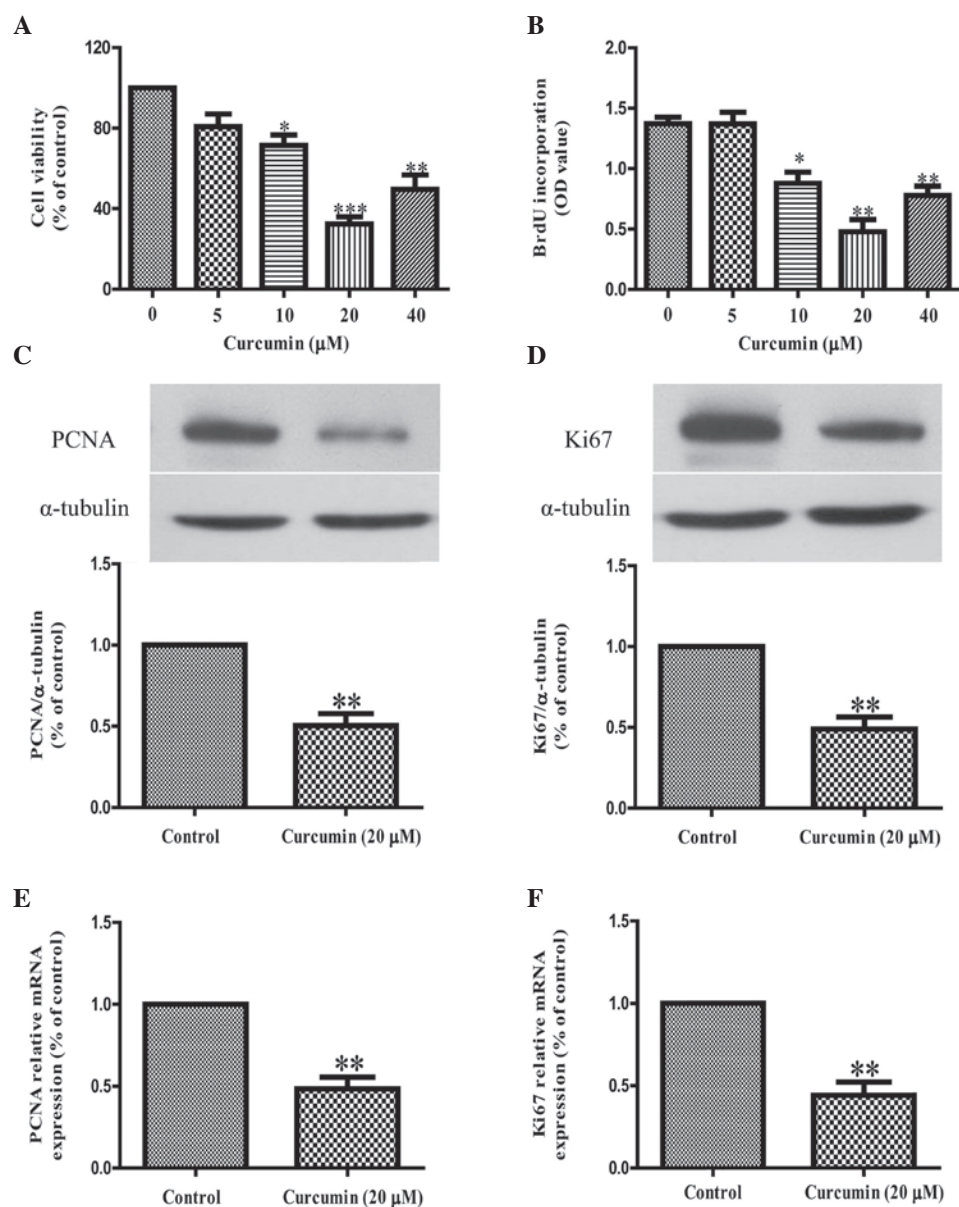 A
120
80
40
0
Cell viability
(% of control)
*
***
**
0 5 10 20 40
Curcumin (µM)
B
2.0
1.5
1.0
0.5
0.0
BrdU incorporation
(OD value)
*
**
**
0 5 10 20 40
Curcumin (µM)
C
PCNA
α-tubulin
1.5
1.0
0.5
0.0
PCNA/α-tubulin
(% of control)
**
Control Curcumin (20 µM)
D
Ki67
α-tubulin
1.5
1.0
0.5
0.0
Ki67/α-tubulin
(% of control)
**
Control Curcumin (20 µM)
E
1.5
1.0
0.5
0.0
PCNA relative mRNA
expression (% of control)
**
Control Curcumin (20 µM)
F
1.5
1.0
0.5
0.0
Ki67 relative mRNA
expression (% of control)
**
Control Curcumin (20 µM)